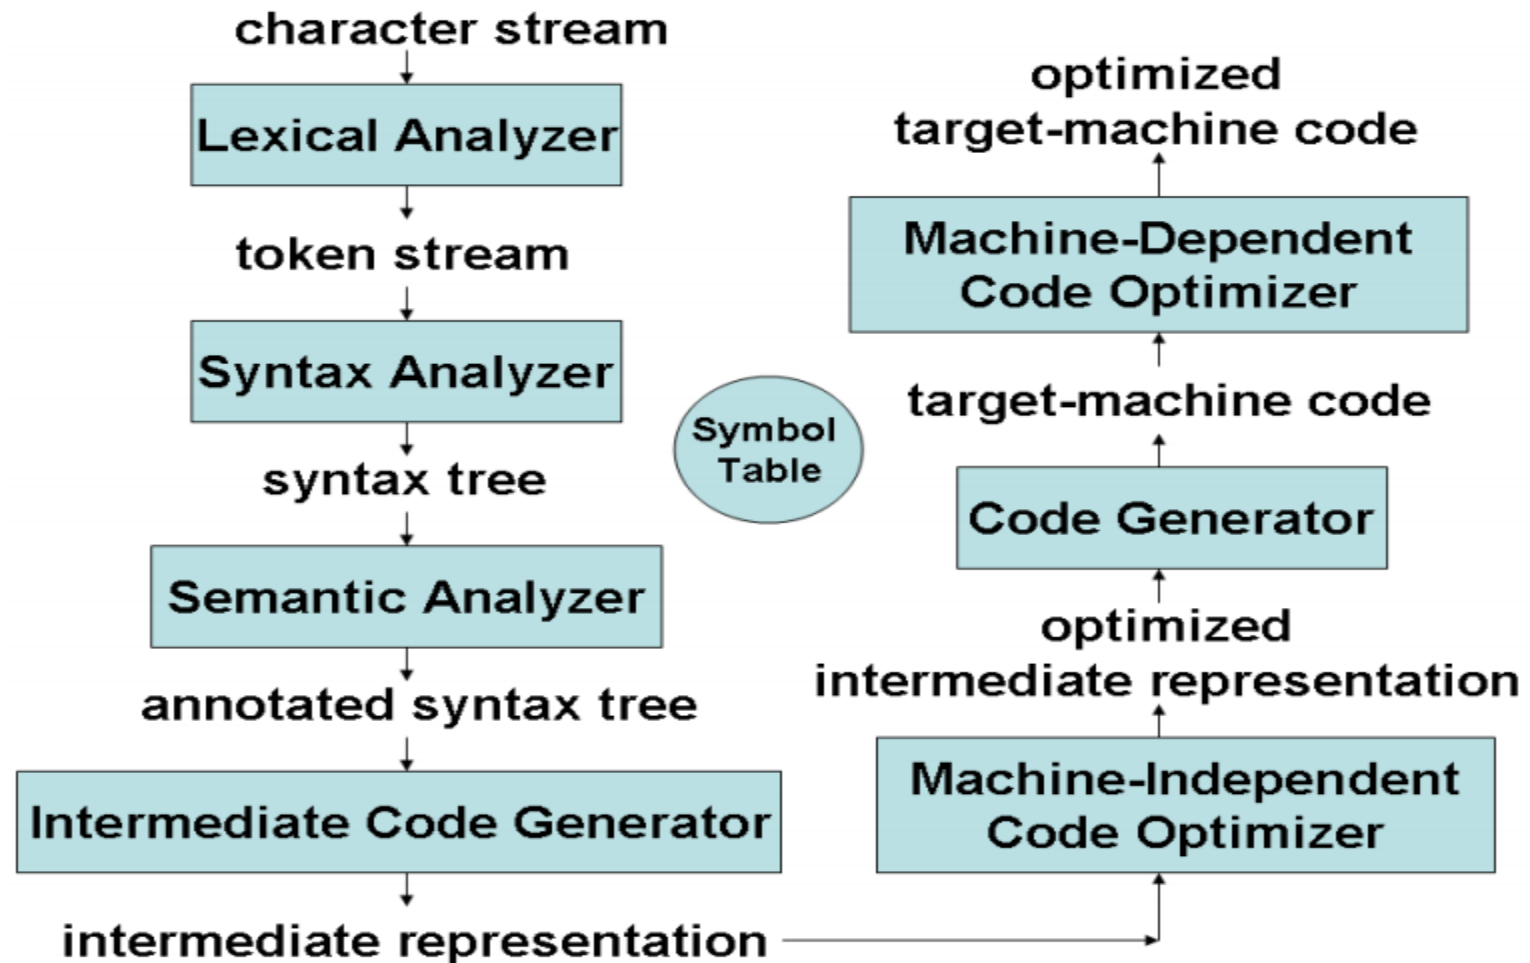 character stream
Lexical Analyzer
token stream
Syntax Analyzer
syntax tree
Semantic Analyzer
annotated syntax tree
Intermediate Code Generator
intermediate representation
Symbol
Table
optimized
target-machine code
Machine-Dependent
Code Optimizer
target-machine code
Code Generator
optimized
intermediate representation
Machine-Independent
Code Optimizer